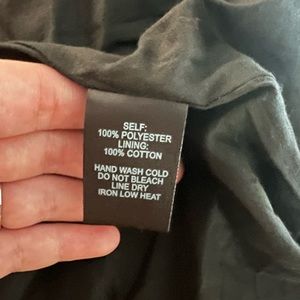 SELF:
100% POLYESTER
LINING:
100% COTTON
HAND WASH COLD
DO NOT BLEACH
LINE DRY
IRON LOW HEAT